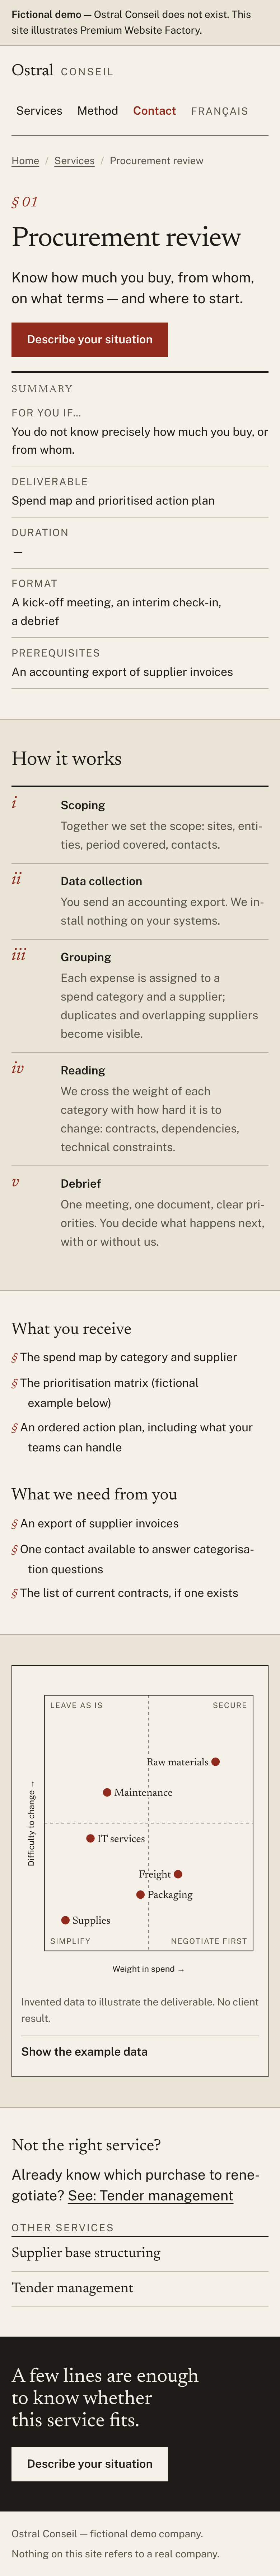 Fictional demo — Ostral Conseil does not exist. This
site illustrates Premium Website Factory.
Ostral CONSEIL
Services Method Contact FRANÇAIS
Home / Services / Procurement review
§ 01
Procurement review
Know how much you buy, from whom,
on what terms — and where to start.
Describe your situation
SUMMARY
FOR YOU IF…
You do not know precisely how much you buy, or
from whom.
DELIVERABLE
Spend map and prioritised action plan
DURATION
—
FORMAT
A kick-off meeting, an interim check-in,
a debrief
PREREQUISITES
An accounting export of supplier invoices
How it works
i
Scoping
Together we set the scope: sites, enti-
ties, period covered, contacts.
ii
Data collection
You send an accounting export. We in-
stall nothing on your systems.
iii
Grouping
Each expense is assigned to a
spend category and a supplier;
duplicates and overlapping suppliers
become visible.
iv
Reading
We cross the weight of each
category with how hard it is to
change: contracts, dependencies,
technical constraints.
v
Debrief
One meeting, one document, clear pri-
orities. You decide what happens next,
with or without us.
What you receive
§ The spend map by category and supplier
§ The prioritisation matrix (fictional
example below)
§ An ordered action plan, including what your
teams can handle
What we need from you
§ An export of supplier invoices
§ One contact available to answer categorisa-
tion questions
§ The list of current contracts, if one exists
LEAVE AS IS
SECURE
Raw materials
Maintenance
Difficulty to change →
IT services
Freight
Packaging
Supplies
SIMPLIFY
NEGOTIATE FIRST
Weight in spend →
Invented data to illustrate the deliverable. No client
result.
Show the example data
Not the right service?
Already know which purchase to rene-
gotiate? See: Tender management
OTHER SERVICES
Supplier base structuring
Tender management
A few lines are enough
to know whether
this service fits.
Describe your situation
Ostral Conseil — fictional demo company.
Nothing on this site refers to a real company.